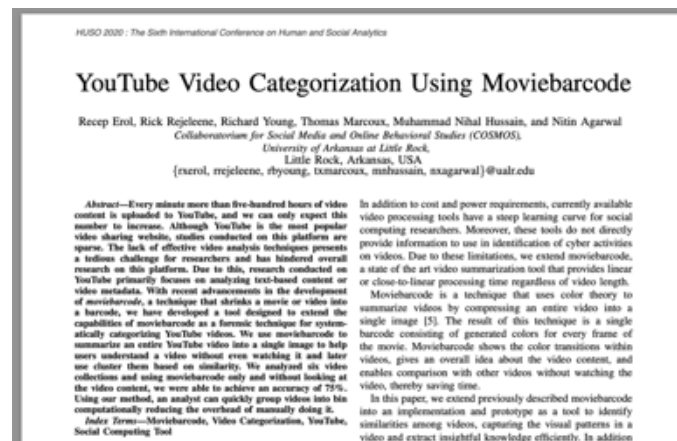 HUSO 2020 : The Sixth International Conference on Human and Social Analytics
YouTube Video Categorization Using Moviebarcode
Recep Erol, Rick Rejeleene, Richard Young, Thomas Marcoux, Muhammad Nihal Hussain, and Nitin Agarwal
Collaboratorium for Social Media and Online Behavioral Studies (COSMOS),
University of Arkansas at Little Rock,
Little Rock, Arkansas, USA
{rxerol, rrejeleene, rbyoung, txmarcoux, mnhussain, nxagarwal}@ualr.edu
Abstract—Every minute more than five-hundred hours of video
content is uploaded to YouTube, and we can only expect this
number to increase. Although YouTube is the most popular
video sharing website, studies conducted on this platform are
sparse. The lack of effective video analysis techniques presents
a tedious challenge for researchers and has hindered overall
research on this platform. Due to this, research conducted on
YouTube primarily focuses on analyzing text-based content or
video metadata. With recent advancements in the development
of moviebarcode, a technique that shrinks a movie or video into
a barcode, we have developed a tool designed to extend the
capabilities of moviebarcode as a forensic technique for system-
atically categorizing YouTube videos. We use moviebarcode to
summarize an entire YouTube video into a single image to help
users understand a video without even watching it and later
use cluster them based on similarity. We analyzed six video
collections and using moviebarcode only and without looking at
the video content, we were able to achieve an accuracy of 75%.
Using our method, an analyst can quickly group videos into bin
computationally reducing the overhead of manually doing it.
Index Terms—Moviebarcode, Video Categorization, YouTube,
Social Computing Tool
In addition to cost and power requirements, currently available
video processing tools have a steep learning curve for social
computing researchers. Moreover, these tools do not directly
provide information to use in identification of cyber activities
on videos. Due to these limitations, we extend moviebarcode,
a state of the art video summarization tool that provides linear
or close-to-linear processing time regardless of video length.
Moviebarcode is a technique that uses color theory to
summarize videos by compressing an entire video into a
single image [5]. The result of this technique is a single
barcode consisting of generated colors for every frame of
the movie. Moviebarcode shows the color transitions within
videos, gives an overall idea about the video content, and
enables comparison with other videos without watching the
video, thereby saving time.
In this paper, we extend previously described moviebarcode
into an implementation and prototype as a tool to identify
similarities among videos, capturing the visual patterns in a
video and extract insightful knowledge efficiently. In addition